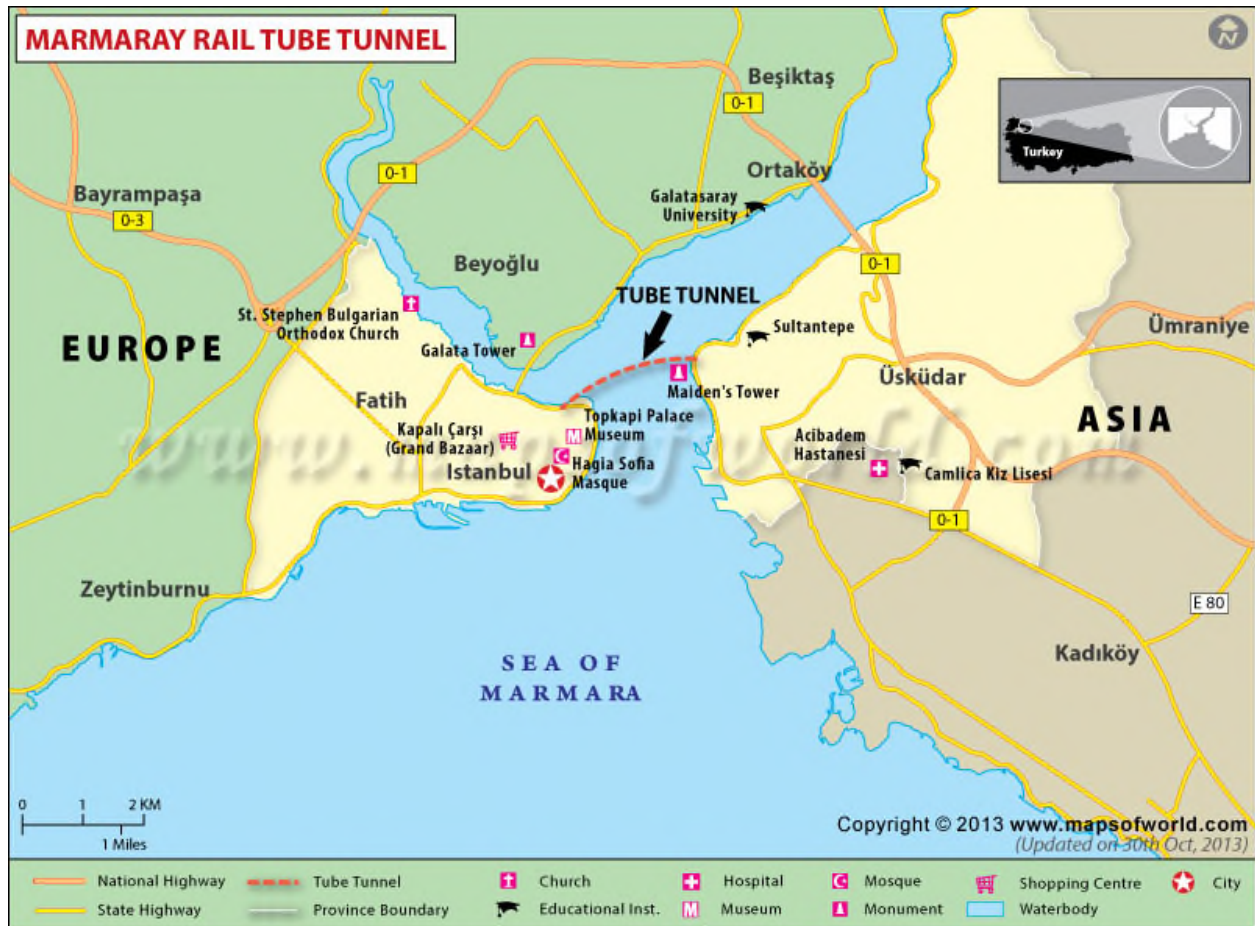 MARMARAY RAIL TUBE TUNNEL
N
Beşiktaş
0-1
Turkey
Ortaköy
0-1
Bayrampaşa
0-3
Galatasaray
University
Beyoğlu
0-1
TUBE TUNNEL
St. Stephen Bulgarian
Orthodox Church
Sultantepe
Ümraniye
EUROPE
Galata Tower
Üsküdar
Maiden's Tower
Fatih
ASIA
Topkapi Palace
Museum
Kapalı Çarşı
(Grand Bazaar)
Acibadem
Hastanesi
Istanbul
Hagia Sofia
Masque
Camlica Kiz Lisesi
0-1
Zeytinburnu
E 80
Kadıköy
SEA OF
MARMARA
0 1 2 KM
1 Miles
Copyright © 2013 www.mapsofworld.com
(Updated on 30th Oct, 2013)
National Highway
Tube Tunnel
Church
Hospital
Mosque
Shopping Centre
City
State Highway
Province Boundary
Educational Inst.
Museum
Monument
Waterbody